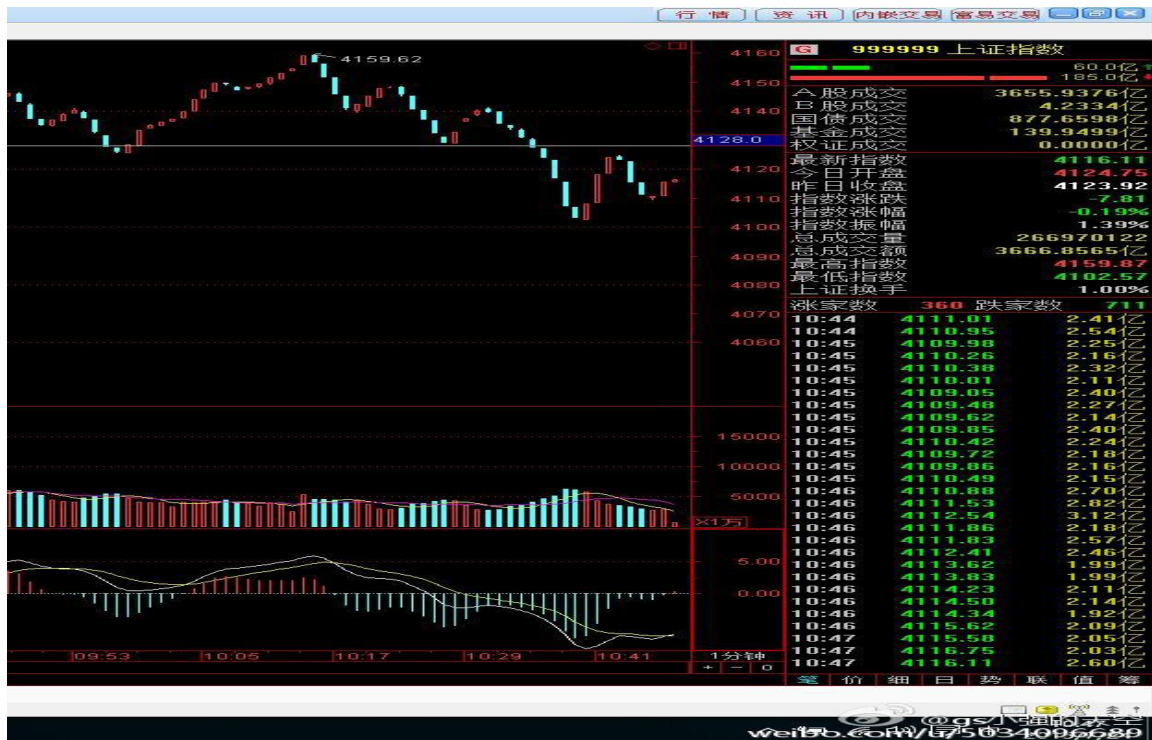 行 情 资 讯 内嵌交易 富易交易
4159.62
4160
4150
4140
4128.0
4120
4110
4100
4090
4080
4070
4060
15000
10000
5000
X1万
5.00
0.00
09:53 10:05 10:17 10:29 10:41 1分钟
+ - 0
G 999999 上证指数
60.0亿
185.0亿
A股成交 3655.9376亿
B股成交 4.2334亿
国债成交 877.6598亿
基金成交 139.9499亿
权证成交 0.0000亿
最新指数 4116.11
今日开盘 4124.75
昨日收盘 4123.92
指数涨跌 -7.81
指数涨幅 -0.19%
指数振幅 1.39%
总成交量 266970122
总成交额 3666.8565亿
最高指数 4159.87
最低指数 4102.57
上证换手 1.00%
涨家数 360 跌家数 711
10:44 4111.01 2.41亿
10:44 4110.95 2.54亿
10:45 4109.98 2.25亿
10:45 4110.26 2.16亿
10:45 4110.38 2.32亿
10:45 4110.01 2.11亿
10:45 4109.05 2.40亿
10:45 4109.48 2.27亿
10:45 4109.62 2.14亿
10:45 4109.85 2.40亿
10:45 4110.42 2.24亿
10:45 4109.72 2.18亿
10:45 4109.86 2.16亿
10:45 4110.49 2.15亿
10:46 4110.88 2.70亿
10:46 4111.53 2.82亿
10:46 4112.54 3.12亿
10:46 4111.86 2.18亿
10:46 4111.83 2.57亿
10:46 4112.41 2.46亿
10:46 4113.62 1.99亿
10:46 4113.83 1.99亿
10:46 4114.23 2.11亿
10:46 4114.50 2.14亿
10:46 4114.34 1.92亿
10:46 4115.62 2.09亿
10:47 4115.58 2.05亿
10:47 4116.75 2.03亿
10:47 4116.11 2.60亿
笔 价 细 日 势 联 值 筹
@gs小强的天空
weibo.com/u/5034096689